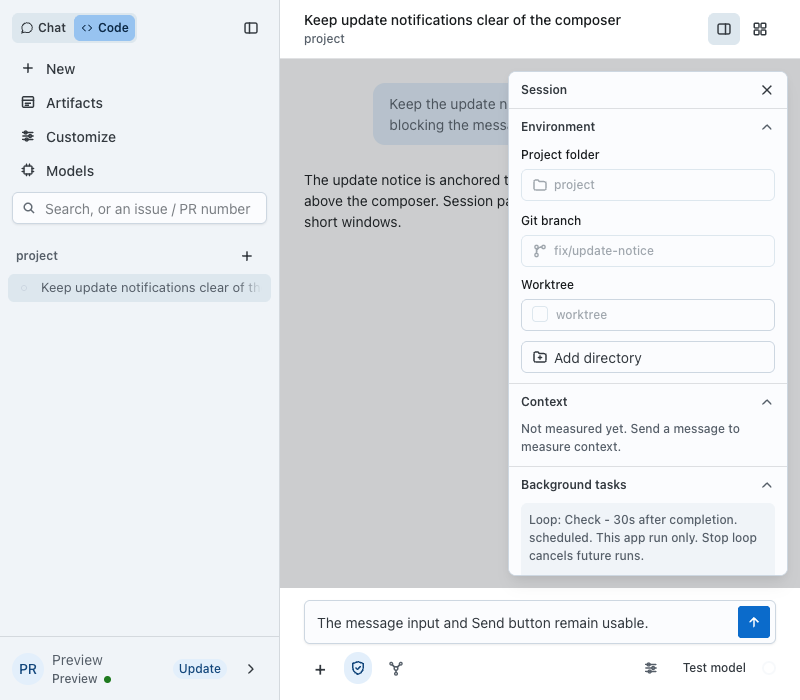 Chat
Code
New
Artifacts
Customize
Models
Search, or an issue / PR number
project
Keep update notifications clear of th
PR
Preview
Preview
Update
Keep update notifications clear of the composer
project
Keep the update n
blocking the mess
The update notice is anchored t
above the composer. Session pa
short windows.
Session
Environment
Project folder
project
Git branch
fix/update-notice
Worktree
worktree
Add directory
Context
Not measured yet. Send a message to
measure context.
Background tasks
Loop: Check - 30s after completion.
scheduled. This app run only. Stop loop
cancels future runs.
The message input and Send button remain usable.
Test model